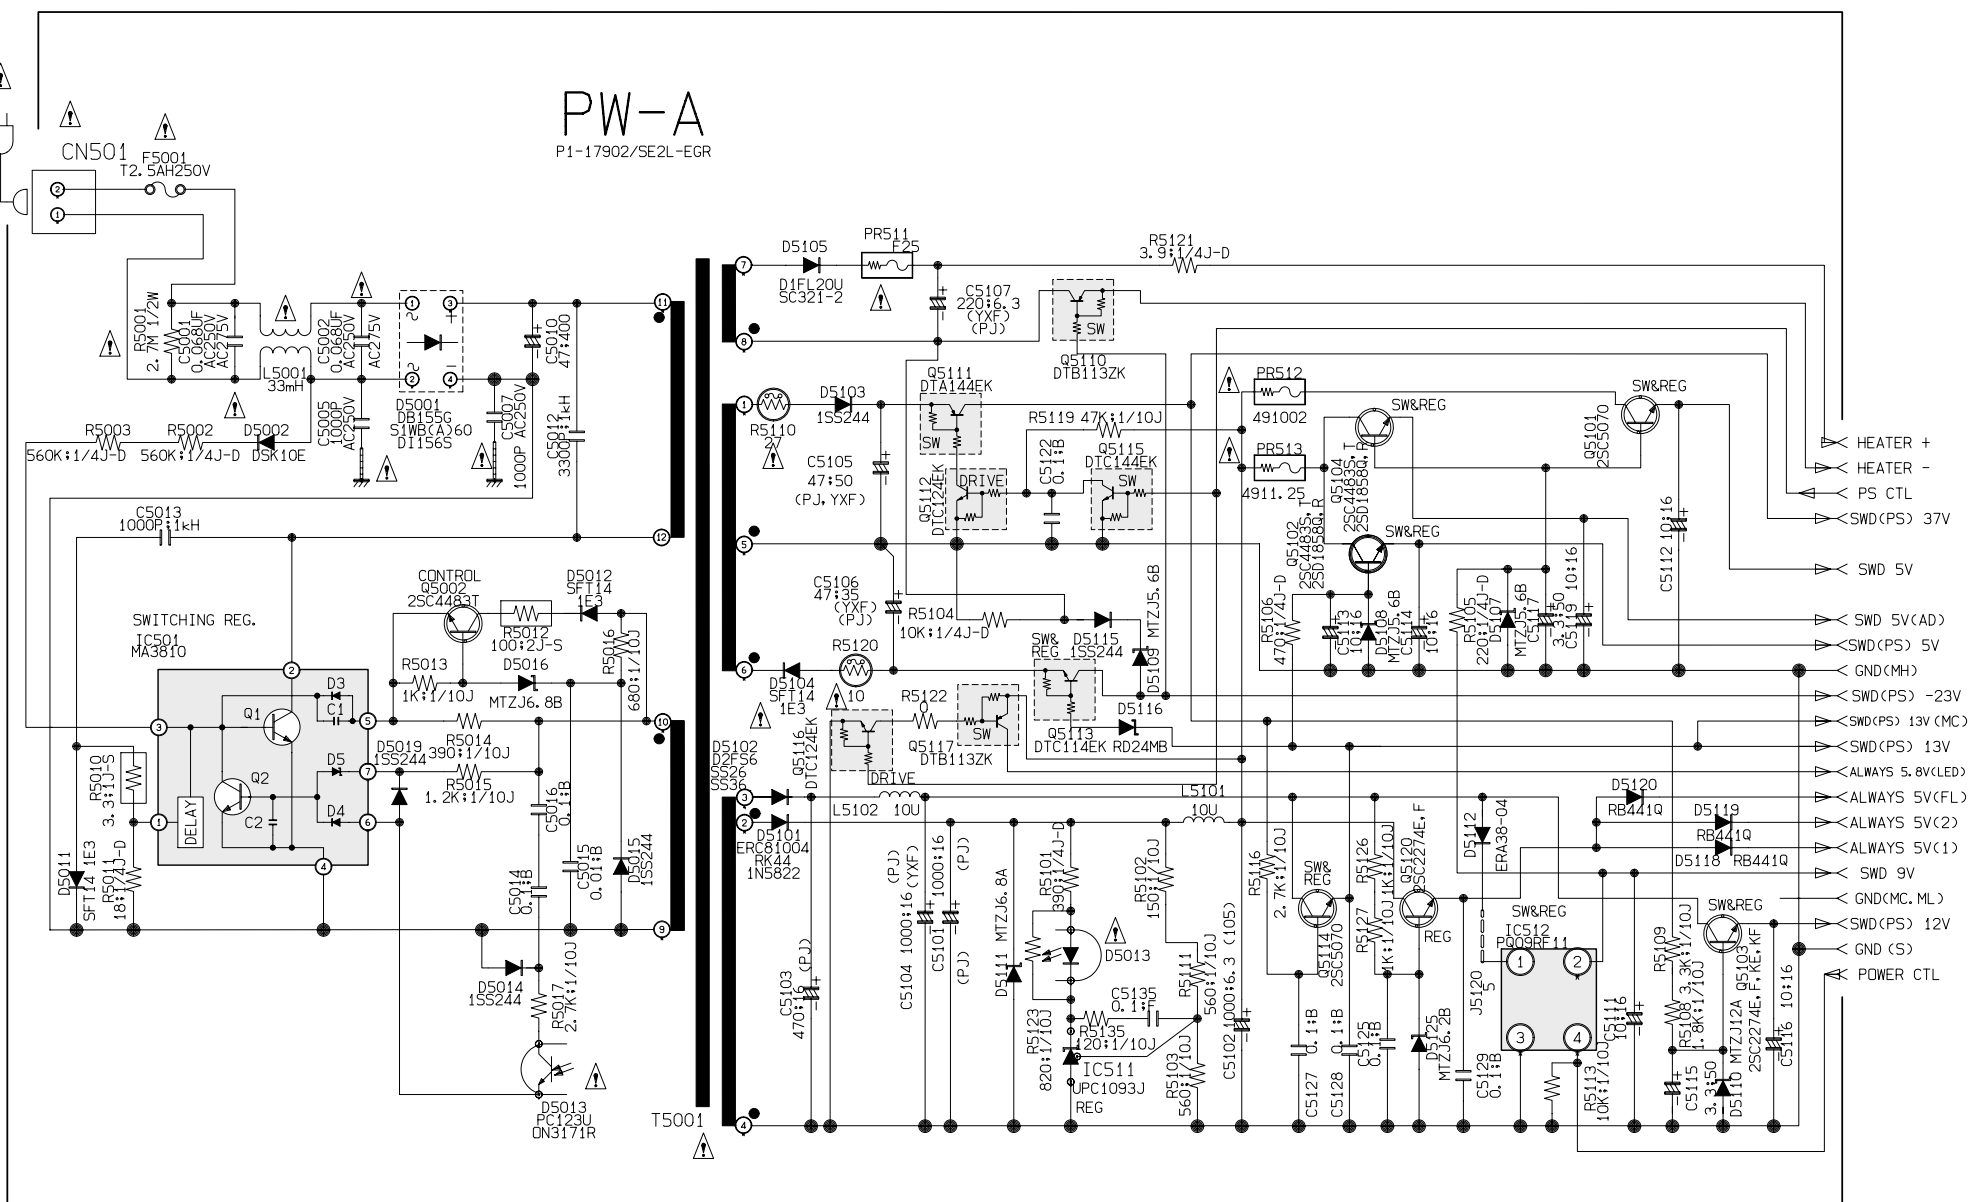 PW-A
P1-17902/SE2L-EGR
CN501
F5001
T2.5AH250V
2
1
R5001
2.7M 1/2W
C5001
0.068UF
AC250V
AC275V
L5001
33mH
C5002
0.068UF
AC250V
AC275V
C5005
1000P
AC250V
D5001
DB155G
S1WB(A)60
DI156S
C5007
1000P AC250V
C5010
47;400
C5012
3300P;1kH
R5003
560K;1/4J-D
R5002
560K;1/4J-D
D5002
DSK10E
C5013
1000P;1kH
SWITCHING REG.
IC501
MA3810
CONTROL
Q5002
2SC4483T
R5012
100;2J-S
D5012
SFT14
1E3
R5016
680;1/10J
R5013
1K;1/10J
D5016
MTZJ6.8B
Q1
D3
C1
D5
Q2
C2
D4
DELAY
R5010
3.3;1J-S
R5011
18;1/4J-D
D5011
SFT14 1E3
R5014
390;1/10J
D5019
1SS244
R5015
1.2K;1/10J
C5016
0.1;B
C5014
0.1;B
C5015
0.01;B
D5015
1SS244
D5014
1SS244
R5017
2.7K;1/10J
D5013
PC123U
ON3171R
T5001
D5105
D1FL20U
SC321-2
PR511
F25
C5107
220;6.3
(YXF)
(PJ)
R5121
3.9;1/4J-D
SW
Q5110
DTB113ZK
R5110
27
D5103
1SS244
Q5111
DTA144EK
SW
C5105
47;50
(PJ,YXF)
Q5112
DTC124EK
DRIVE
R5119 47K;1/10J
C5122
0.1;B
Q5115
DTC144EK
SW
PR512
491002
PR513
4911.25
SW&REG
Q5104
2SC4483S,T
2SD1858Q,R
SW&REG
Q5101
2SC5070
SW&REG
Q5102
2SC4483S,T
2SD1858Q,R
C5106
47;35
(YXF)
(PJ)
R5104
10K;1/4J-D
D5115
1SS244
D5109 MTZJ5.6B
R5120
10
D5104
SFT14
1E3
SW&
REG
Q5113
DTC114EK
R5122
0
SW
Q5117
DTB113ZK
D5116
RD24MB
Q5116
DTC124EK
DRIVE
R5106
470;1/4J-D
C5113
10;16
D5108
MTZJ5.6B
C5114
10;16
R5105
220;1/4J-D
D5107
MTZJ5.6B
C5117
3.3;50
C5119
10;16
C5112 10;16
D5102
D2FS6
SS26
SS36
D5101
ERC81004
RK44
1N5822
L5102
10U
L5101
10U
C5103
470;16 (PJ)
C5104 1000;16 (YXF) (PJ)
C5101 1000;16
(PJ)
(PJ)
D5111 MTZJ6.8A
R5101
390;1/4J-D
R5102
150;1/10J
D5013
R5123
820;1/10J
C5135
0.1;F
R5135
120;1/10J
IC511
UPC1093J
REG
R5111
560;1/10J
R5103
560;1/10J
C5102 1000;6.3 (105)
R5116
2.7K;1/10J
SW&
REG
Q5114
2SC5070
R5126
1K;1/10J
R5127
1K;1/10J
Q5120
2SC2274E,F
REG
C5127
0.1;B
C5128
0.1;B
C5125
0.1;B
D5125
MTZJ6.2B
D5112
ERA38-04
J5120
5
C5129
0.1;B
SW&REG
IC512
PQ09RF11
1
2
3
4
R5113
10K;1/10J
C5111
10;16
D5120
RB441Q
D5119
RB441Q
D5118 RB441Q
R5109
3.3K;1/10J
R5108
1.8K;1/10J
SW&REG
Q5103
2SC2274E,F,KE,KF
C5115
3.3;50
D5110 MTZJ12A
C5116
10;16
HEATER +
HEATER -
PS CTL
SWD(PS) 37V
SWD 5V
SWD 5V(AD)
SWD(PS) 5V
GND(MH)
SWD(PS) -23V
SWD(PS) 13V(MC)
SWD(PS) 13V
ALWAYS 5.8V(LED)
ALWAYS 5V(FL)
ALWAYS 5V(2)
ALWAYS 5V(1)
SWD 9V
GND(MC.ML)
SWD(PS) 12V
GND (S)
POWER CTL